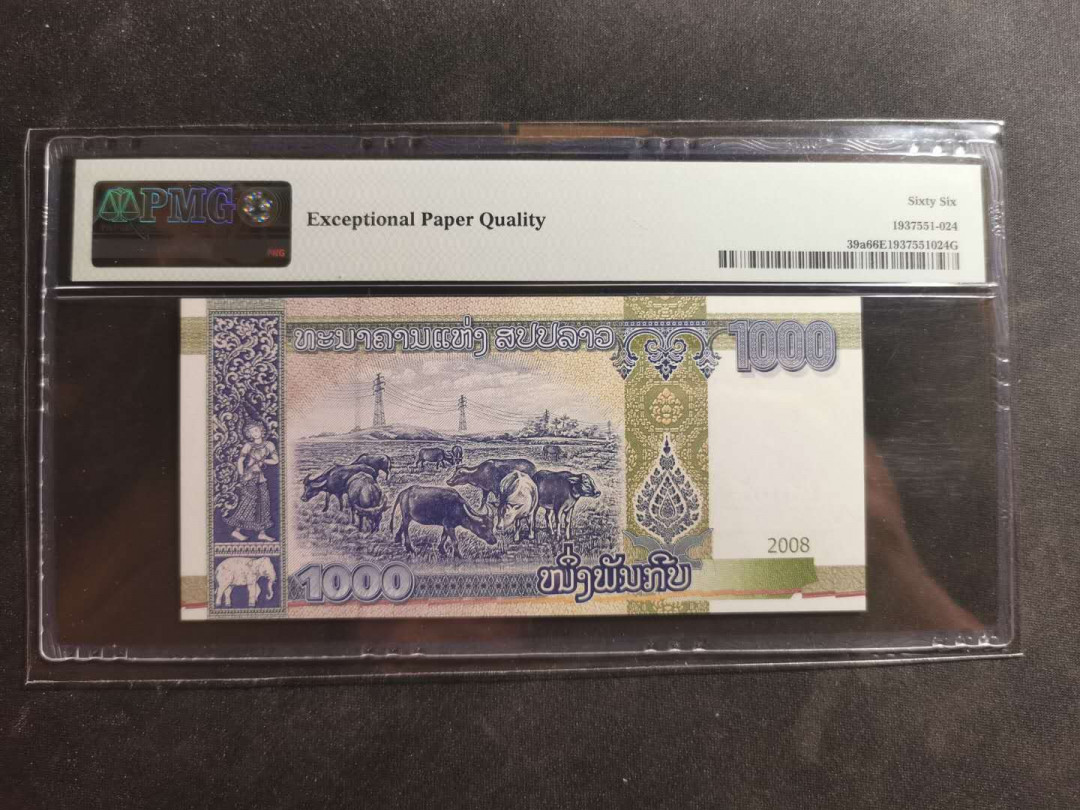 PMG
PMG
Exceptional Paper Quality
Sixty Six
1937551-024
39a66E1937551024G
ທະນາຄານແຫ່ງ ສປປລາວ
1000
2008
1000
ໜຶ່ງພັນກີບ